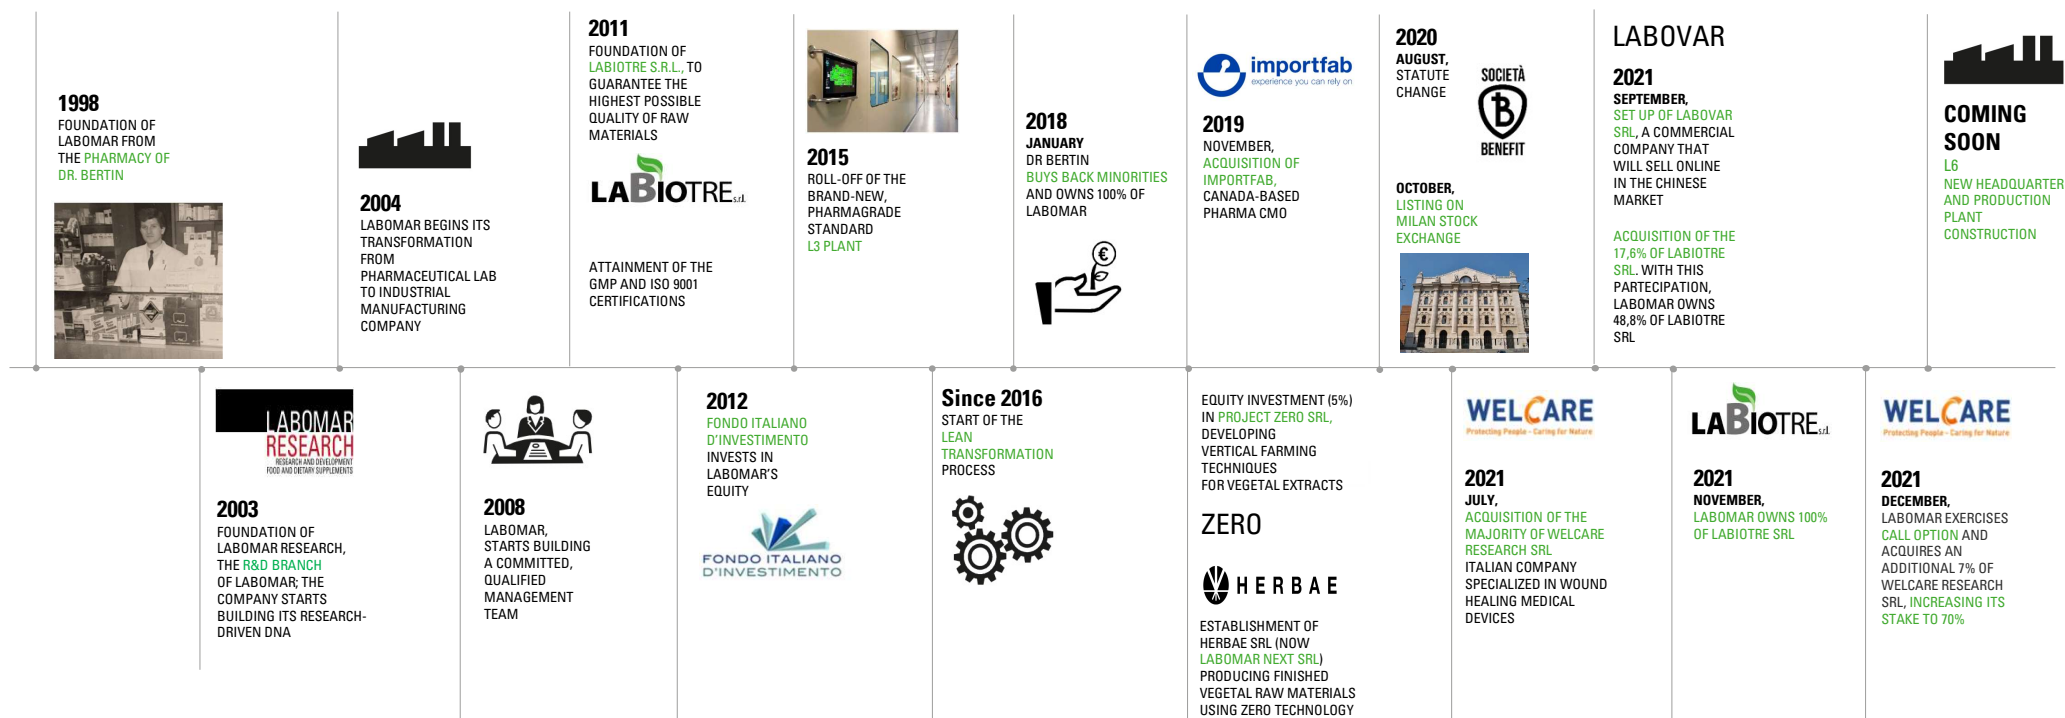 1998
FOUNDATION OF
LABOMAR FROM
THE PHARMACY OF
DR. BERTIN
2004
LABOMAR BEGINS ITS
TRANSFORMATION
FROM
PHARMACEUTICAL LAB
TO INDUSTRIAL
MANUFACTURING
COMPANY
2011
FOUNDATION OF
LABIOTRE S.R.L., TO
GUARANTEE THE
HIGHEST POSSIBLE
QUALITY OF RAW
MATERIALS
LABIOTRE s.r.l.
ATTAINMENT OF THE
GMP AND ISO 9001
CERTIFICATIONS
2015
ROLL-OFF OF THE
BRAND-NEW,
PHARMAGRADE
STANDARD
L3 PLANT
2018
JANUARY
DR BERTIN
BUYS BACK MINORITIES
AND OWNS 100% OF
LABOMAR
€
importfab
experience you can rely on
2019
NOVEMBER,
ACQUISITION OF
IMPORTFAB,
CANADA-BASED
PHARMA CMO
2020
AUGUST,
STATUTE
CHANGE
SOCIETÀ
B
BENEFIT
OCTOBER,
LISTING ON
MILAN STOCK
EXCHANGE
LABOVAR
2021
SEPTEMBER,
SET UP OF LABOVAR
SRL, A COMMERCIAL
COMPANY THAT
WILL SELL ONLINE
IN THE CHINESE
MARKET
ACQUISITION OF THE
17,6% OF LABIOTRE
SRL. WITH THIS
PARTECIPATION,
LABOMAR OWNS
48,8% OF LABIOTRE
SRL
COMING
SOON
L6
NEW HEADQUARTER
AND PRODUCTION
PLANT
CONSTRUCTION
LABOMAR
RESEARCH
RESEARCH AND DEVELOPMENT
FOOD AND DIETARY SUPPLEMENTS
2003
FOUNDATION OF
LABOMAR RESEARCH,
THE R&D BRANCH
OF LABOMAR; THE
COMPANY STARTS
BUILDING ITS RESEARCH-
DRIVEN DNA
2008
LABOMAR,
STARTS BUILDING
A COMMITTED,
QUALIFIED
MANAGEMENT
TEAM
2012
FONDO ITALIANO
D'INVESTIMENTO
INVESTS IN
LABOMAR'S
EQUITY
FONDO ITALIANO
D'INVESTIMENTO
Since 2016
START OF THE
LEAN
TRANSFORMATION
PROCESS
EQUITY INVESTMENT (5%)
IN PROJECT ZERO SRL,
DEVELOPING
VERTICAL FARMING
TECHNIQUES
FOR VEGETAL EXTRACTS
ZERO
HERBAE
ESTABLISHMENT OF
HERBAE SRL (NOW
LABOMAR NEXT SRL)
PRODUCING FINISHED
VEGETAL RAW MATERIALS
USING ZERO TECHNOLOGY
WELCARE
Protecting People - Caring for Nature
2021
JULY,
ACQUISITION OF THE
MAJORITY OF WELCARE
RESEARCH SRL
ITALIAN COMPANY
SPECIALIZED IN WOUND
HEALING MEDICAL
DEVICES
LABIOTRE s.r.l.
2021
NOVEMBER,
LABOMAR OWNS 100%
OF LABIOTRE SRL
WELCARE
Protecting People - Caring for Nature
2021
DECEMBER,
LABOMAR EXERCISES
CALL OPTION AND
ACQUIRES AN
ADDITIONAL 7% OF
WELCARE RESEARCH
SRL, INCREASING ITS
STAKE TO 70%